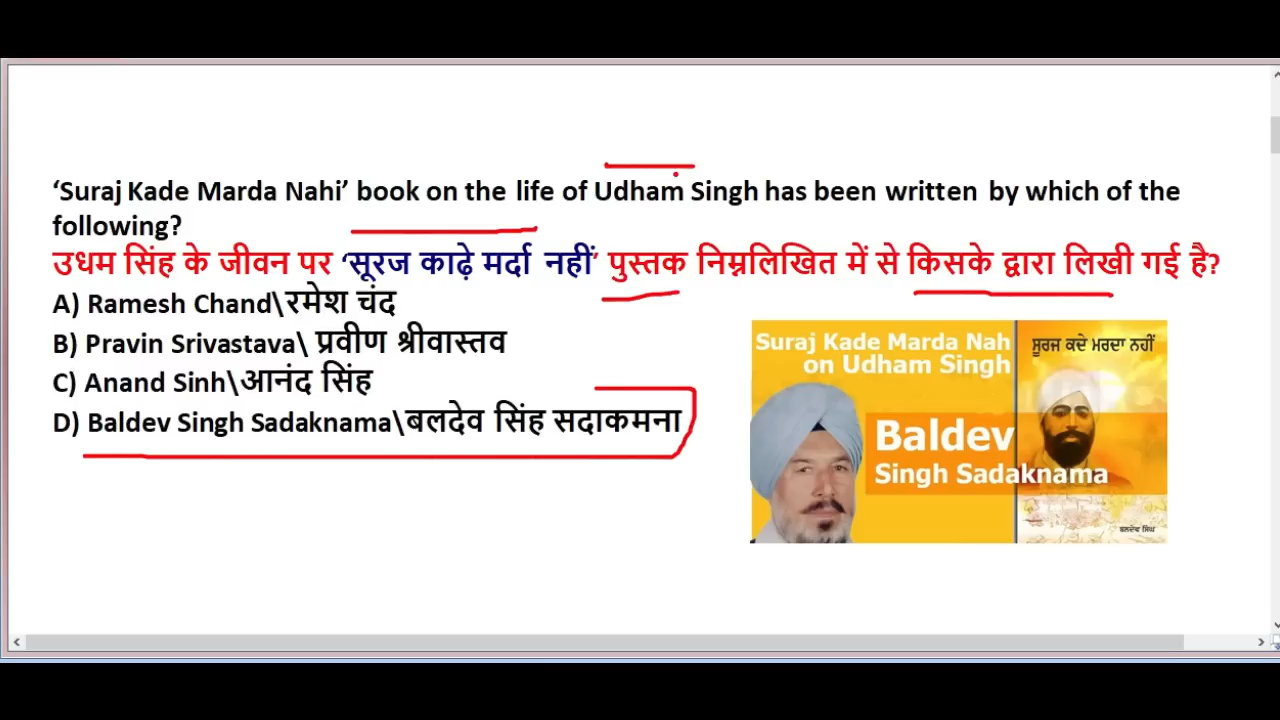 ‘Suraj Kade Marda Nahi’ book on the life of Udham Singh has been written by which of the
following?
उधम सिंह के जीवन पर ‘सूरज काढ़े मर्दा नहीं’ पुस्तक निम्नलिखित में से किसके द्वारा लिखी गई है?
A) Ramesh Chand\रमेश चंद
B) Pravin Srivastava\ प्रवीण श्रीवास्तव
C) Anand Sinh\आनंद सिंह
D) Baldev Singh Sadaknama\बलदेव सिंह सदाकमना
Suraj Kade Marda Nah
on Udham Singh
ਸੂਰਜ ਕਦੇ ਮਰਦਾ ਨਹੀਂ
Baldev
Singh Sadaknama
ਬਲਦੇਵ ਸਿੰਘ